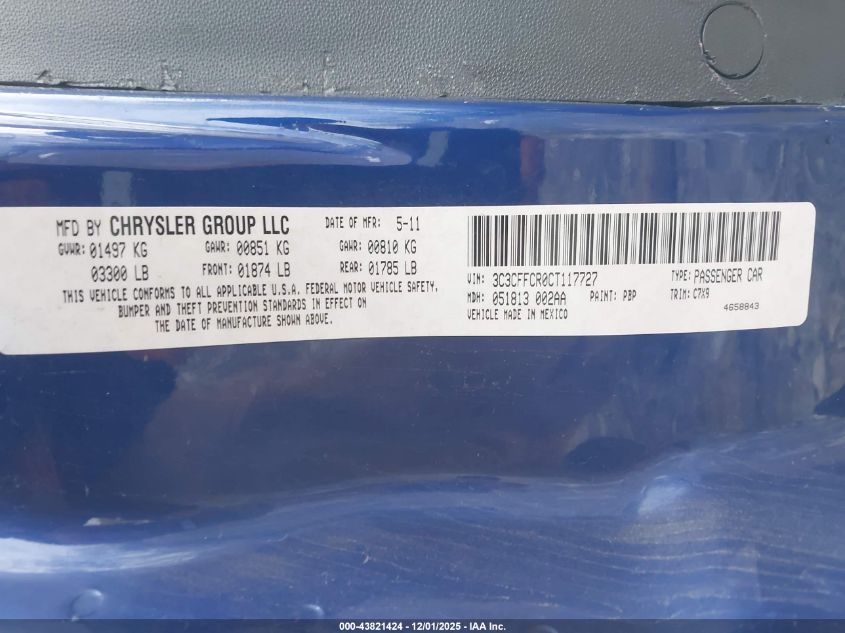 MFD BY CHRYSLER GROUP LLC DATE OF MFR: 5-11
GVWR: 01497 KG GAWR: 00851 KG GAWR: 00810 KG
03300 LB FRONT: 01874 LB REAR: 01785 LB
THIS VEHICLE CONFORMS TO ALL APPLICABLE U.S.A. FEDERAL MOTOR VEHICLE SAFETY,
BUMPER AND THEFT PREVENTION STANDARDS IN EFFECT ON
THE DATE OF MANUFACTURE SHOWN ABOVE.
VIN: 3C3CFFCR0CT117727 TYPE: PASSENGER CAR
MDH: 051813 002AA PAINT: PBP TRIM: C7X9
VEHICLE MADE IN MEXICO 4658843
000-43821424 - 12/01/2025 - IAA Inc.